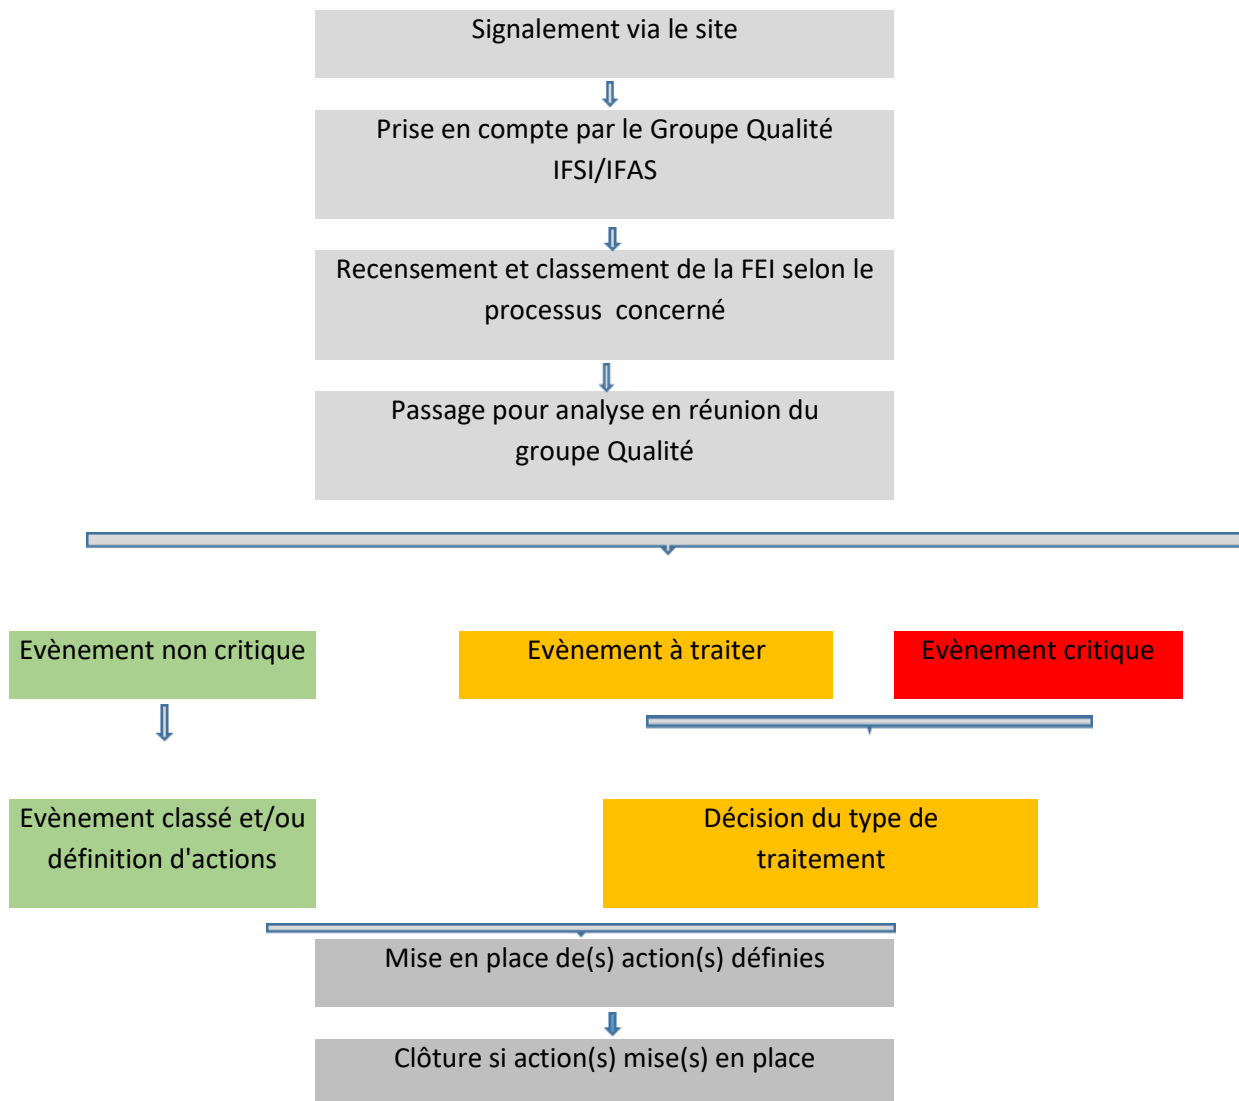 Signalement via le site
Prise en compte par le Groupe Qualité
IFSI/IFAS
Recensement et classement de la FEI selon le
processus concerné
Passage pour analyse en réunion du
groupe Qualité
Evènement non critique
Evènement à traiter
Evènement critique
Evènement classé et/ou
définition d'actions
Décision du type de
traitement
Mise en place de(s) action(s) définies
Clôture si action(s) mise(s) en place